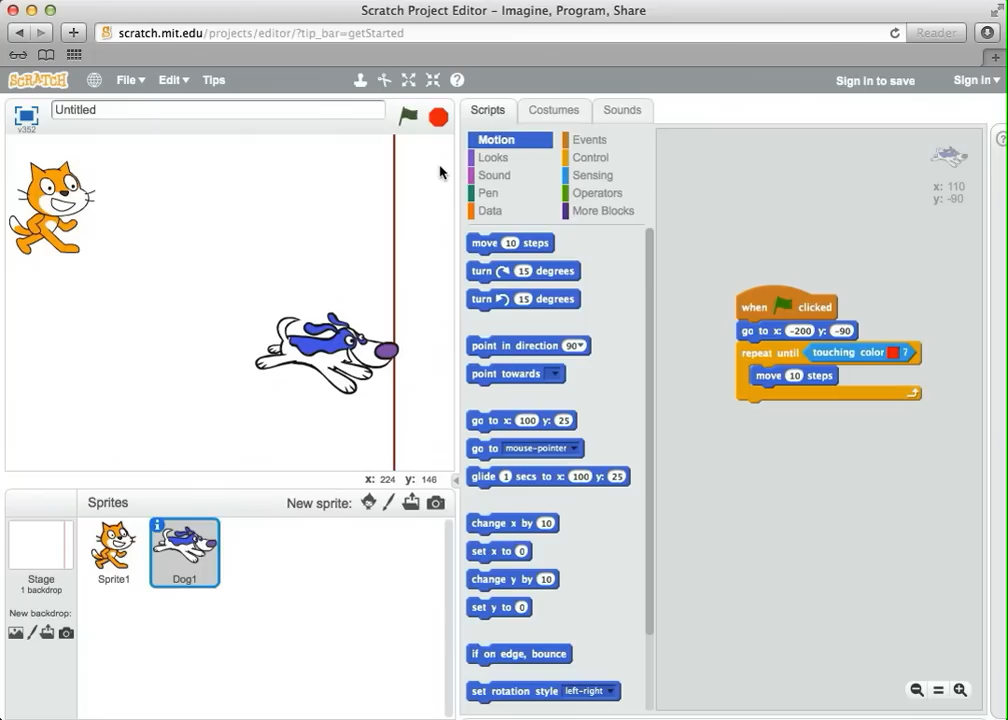 Scratch Project Editor - Imagine, Program, Share
scratch.mit.edu/projects/editor/?tip_bar=getStarted
Reader
SCRATCH
File
Edit
Tips
Sign in to save
Sign in
v352
Untitled
Scripts
Costumes
Sounds
Motion
Looks
Sound
Pen
Data
Events
Control
Sensing
Operators
More Blocks
move 10 steps
turn 15 degrees
turn 15 degrees
point in direction 90
point towards
go to x: 100 y: 25
go to mouse-pointer
glide 1 secs to x: 100 y: 25
change x by 10
set x to 0
change y by 10
set y to 0
if on edge, bounce
set rotation style left-right
x: 110
y: -90
when clicked
go to x: -200 y: -90
repeat until touching color ?
move 10 steps
x: 224 y: 146
Sprites
New sprite:
Sprite1
Dog1
Stage
1 backdrop
New backdrop: